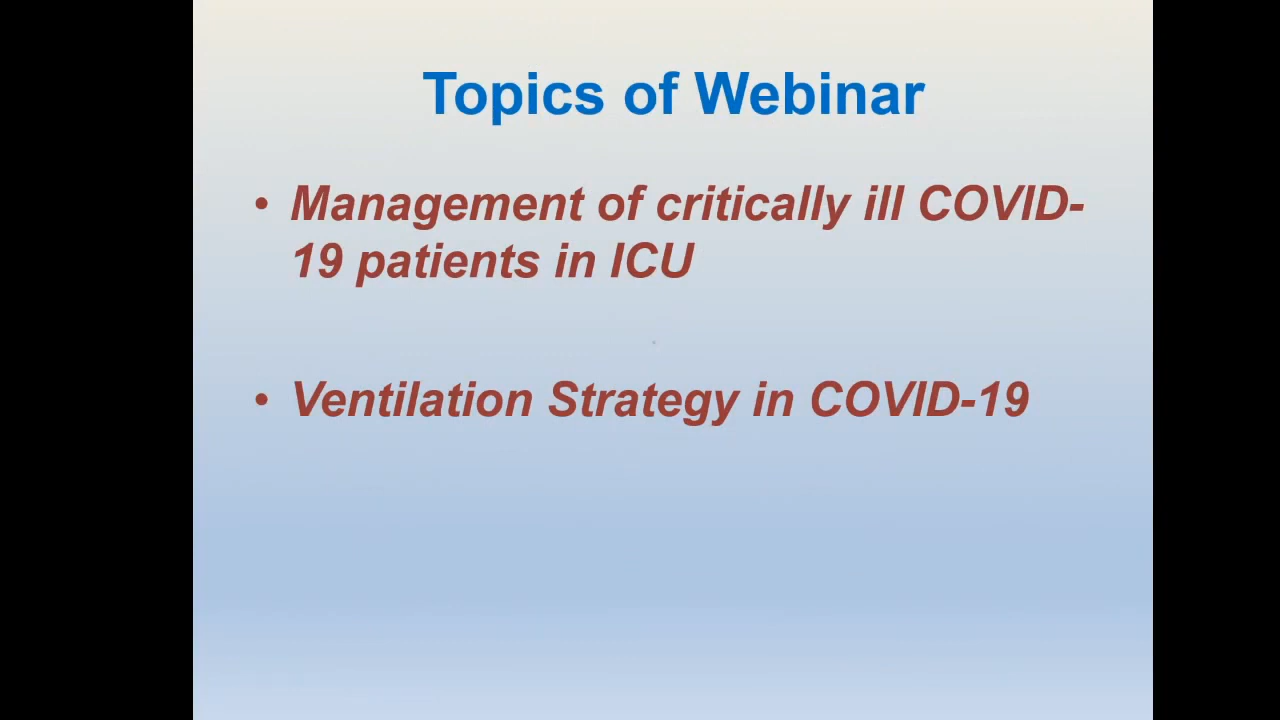 Topics of Webinar
• Management of critically ill COVID-
19 patients in ICU
• Ventilation Strategy in COVID-19